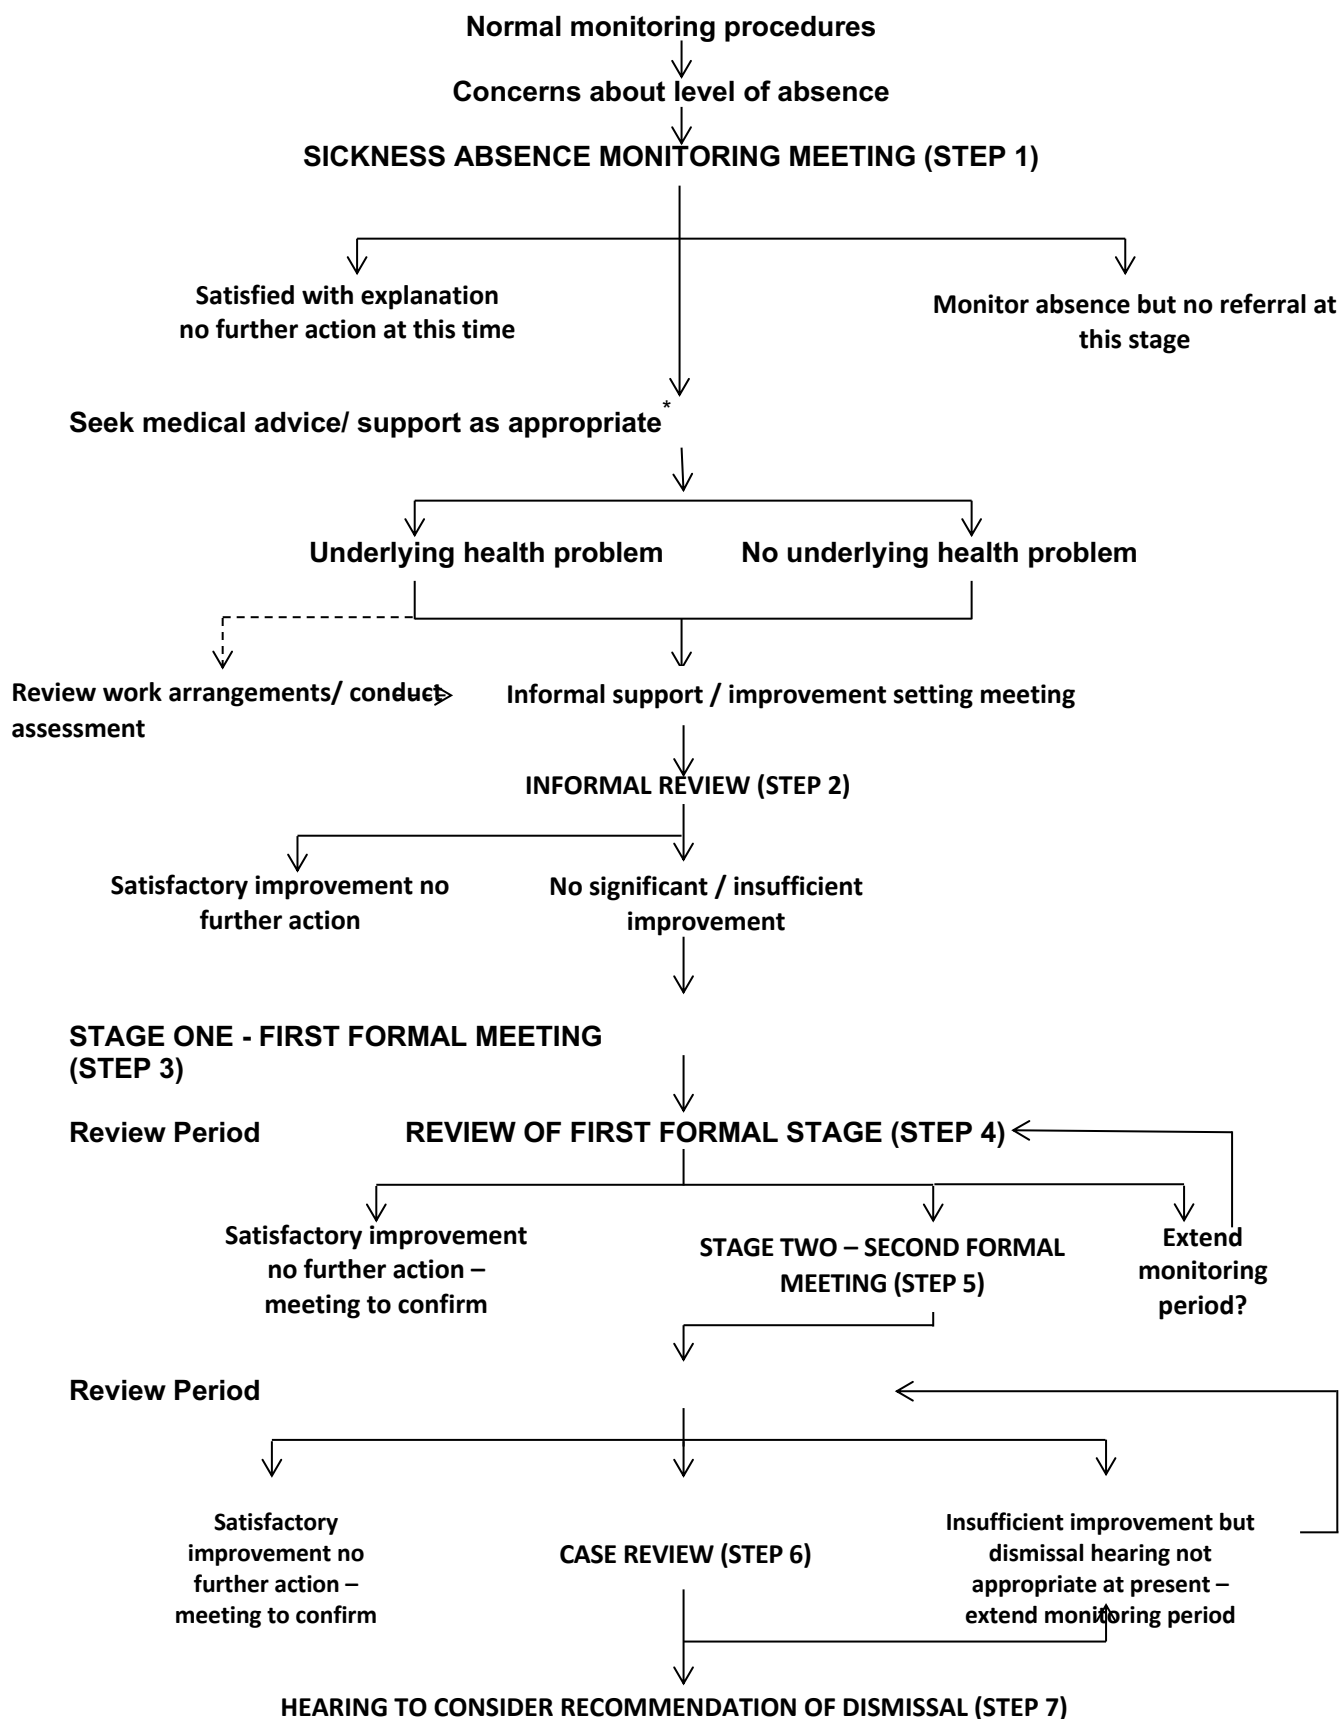 Normal monitoring procedures
Concerns about level of absence
SICKNESS ABSENCE MONITORING MEETING (STEP 1)
Satisfied with explanation
no further action at this time
Monitor absence but no referral at
this stage
Seek medical advice/ support as appropriate*
Underlying health problem
No underlying health problem
Review work arrangements/ conduct
assessment
Informal support / improvement setting meeting
INFORMAL REVIEW (STEP 2)
Satisfactory improvement no
further action
No significant / insufficient
improvement
STAGE ONE - FIRST FORMAL MEETING
(STEP 3)
Review Period
REVIEW OF FIRST FORMAL STAGE (STEP 4)
Satisfactory improvement
no further action –
meeting to confirm
STAGE TWO – SECOND FORMAL
MEETING (STEP 5)
Extend
monitoring
period?
Review Period
Satisfactory
improvement no
further action –
meeting to confirm
CASE REVIEW (STEP 6)
Insufficient improvement but
dismissal hearing not
appropriate at present –
extend monitoring period
HEARING TO CONSIDER RECOMMENDATION OF DISMISSAL (STEP 7)